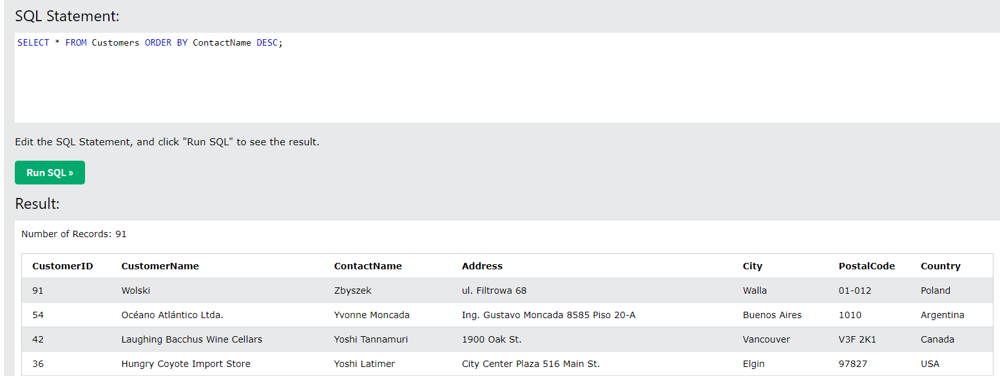 SQL Statement:
SELECT * FROM Customers ORDER BY ContactName DESC;
Edit the SQL Statement, and click "Run SQL" to see the result.
Run SQL »
Result:
Number of Records: 91
CustomerID CustomerName ContactName Address City PostalCode Country
91 Wolski Zbyszek ul. Filtrowa 68 Walla 01-012 Poland
54 Océano Atlántico Ltda. Yvonne Moncada Ing. Gustavo Moncada 8585 Piso 20-A Buenos Aires 1010 Argentina
42 Laughing Bacchus Wine Cellars Yoshi Tannamuri 1900 Oak St. Vancouver V3F 2K1 Canada
36 Hungry Coyote Import Store Yoshi Latimer City Center Plaza 516 Main St. Elgin 97827 USA